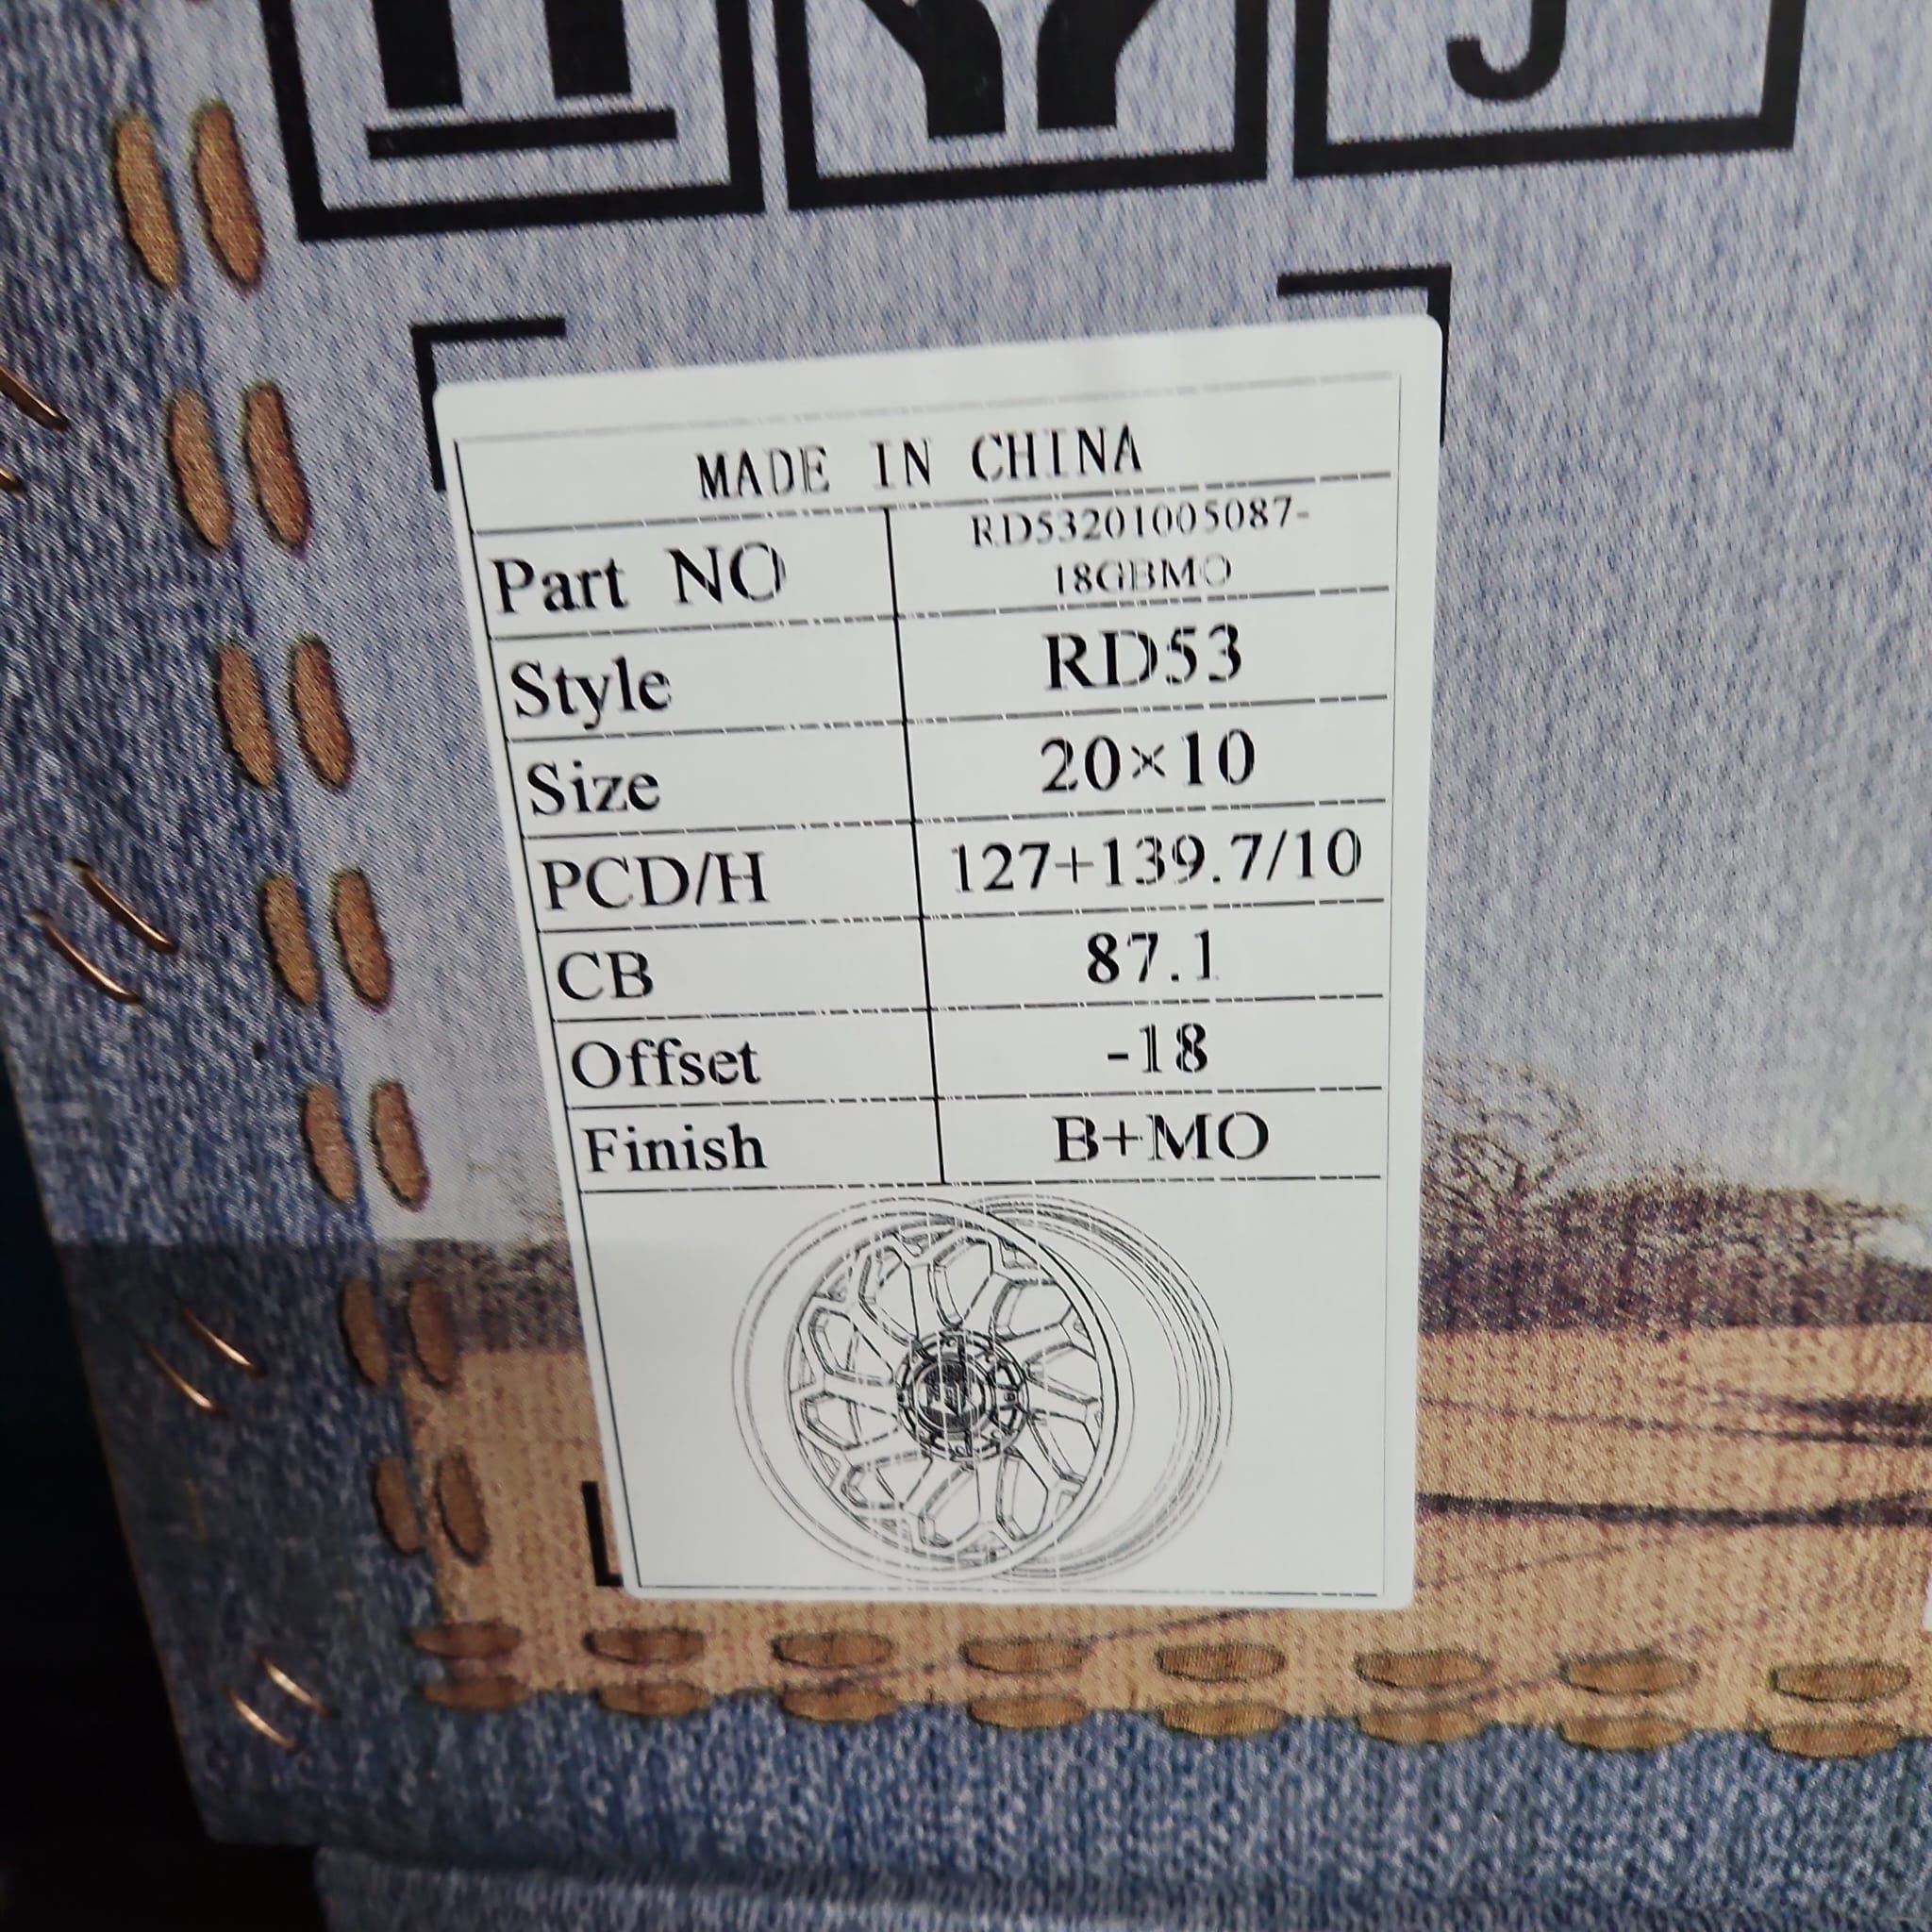 MADE IN CHINA
Part NO RD53201005087-
18GBMO
Style RD53
Size 20×10
PCD/H 127+139.7/10
CB 87.1
Offset -18
Finish B+MO